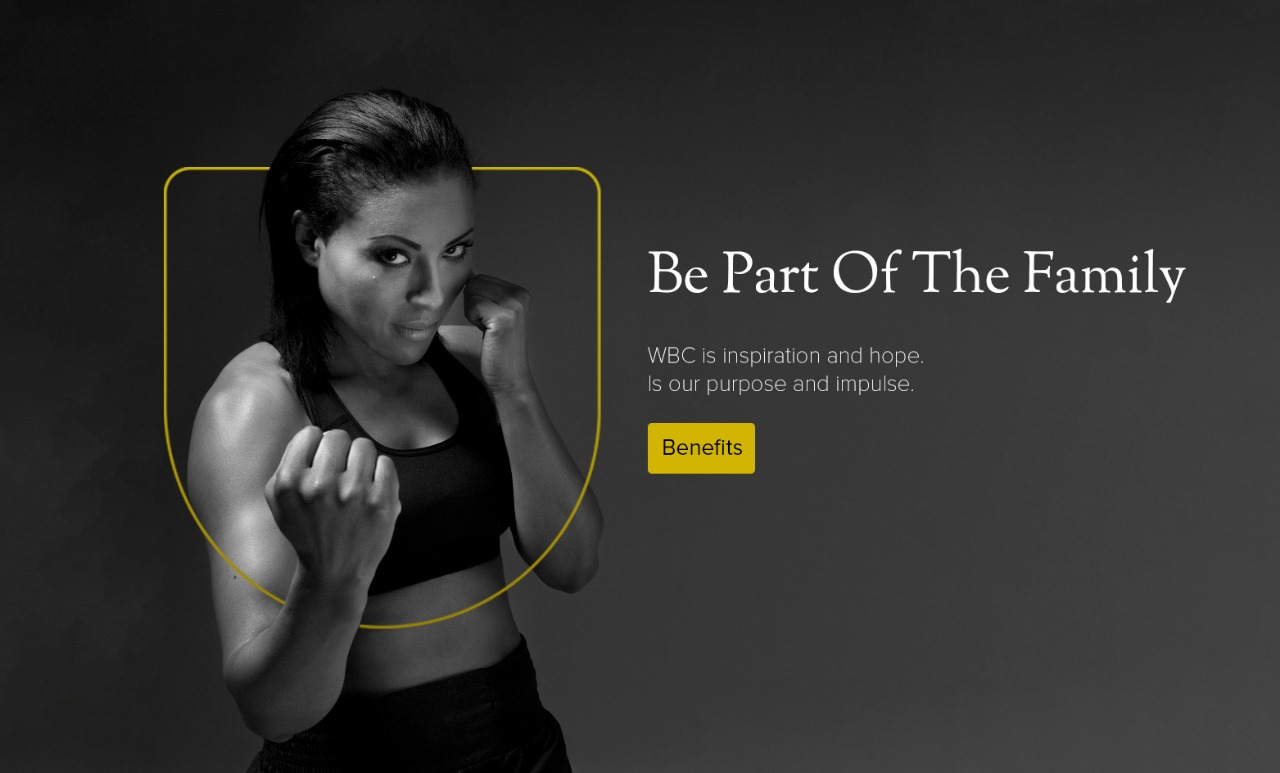 Be Part Of The Family
WBC is inspiration and hope.
Is our purpose and impulse.
Benefits